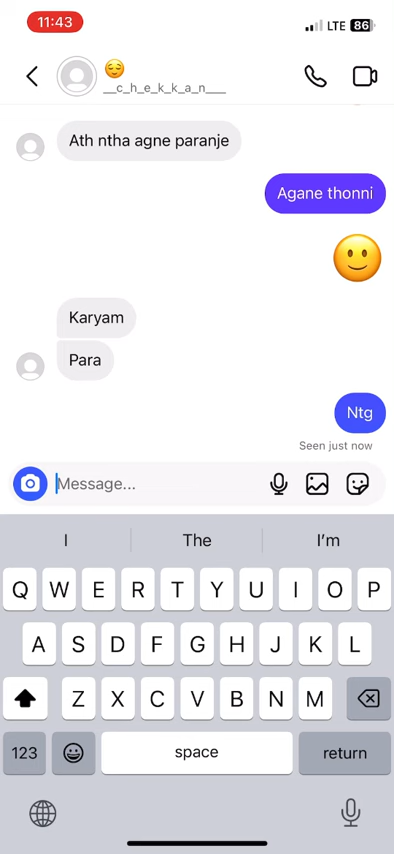 11:43
LTE 86
__c_h_e_k_k_a_n___
Ath ntha agne paranje
Agane thonni
Karyam
Para
Ntg
Seen just now
Message...
I The I'm
Q W E R T Y U I O P
A S D F G H J K L
Z X C V B N M
123 space return